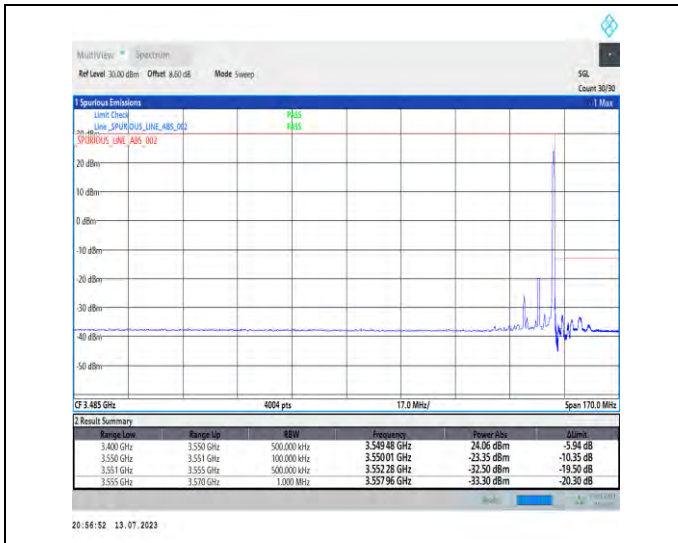 MultiView Spectrum
Ref Level 30.00 dBm Offset 8.60 dB Mode Sweep SGL
Count 30/30
1 Spurious Emissions 1 Max
Limit Check PASS
Line _SPURIOUS_LINE_ABS_002 PASS
_SPURIOUS_LINE_ABS_002
20 dBm
10 dBm
0 dBm
-10 dBm
-20 dBm
-30 dBm
-40 dBm
-50 dBm
CF 3.485 GHz 4004 pts 17.0 MHz/ Span 170.0 MHz
2 Result Summary
Range Low Range Up RBW Frequency Power Abs ΔLimit
3.400 GHz 3.550 GHz 500.000 kHz 3.549 48 GHz 24.06 dBm -5.94 dB
3.550 GHz 3.551 GHz 100.000 kHz 3.550 01 GHz -23.35 dBm -10.35 dB
3.551 GHz 3.555 GHz 500.000 kHz 3.552 28 GHz -32.50 dBm -19.50 dB
3.555 GHz 3.570 GHz 1.000 MHz 3.557 96 GHz -33.30 dBm -20.30 dB
20:56:52 13.07.2023